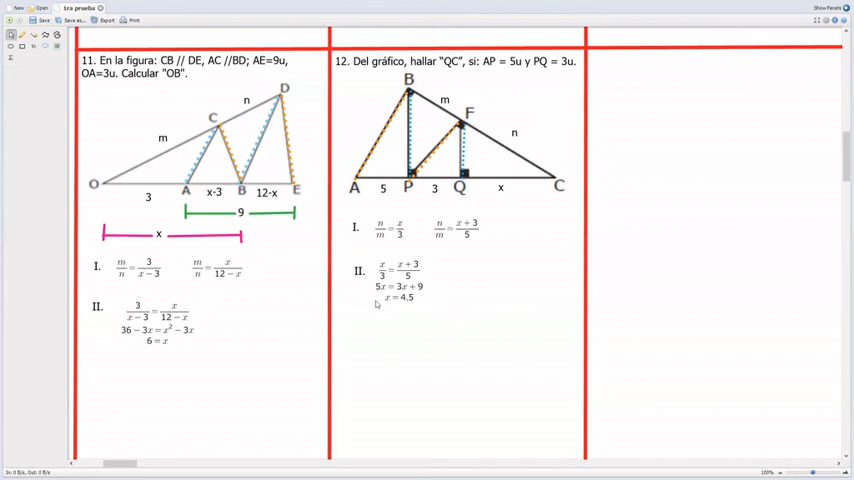 New Open 1ra prueba Show Panels
Save Save as... Export Print
11. En la figura: CB // DE, AC //BD; AE=9u,
OA=3u. Calcular "OB".
D
n
C
m
O A B E
3 x-3 12-x
9
x
I. m/n = 3/(x−3) m/n = x/(12−x)
II. 3/(x−3) = x/(12−x)
36 − 3x = x² − 3x
6 = x
12. Del gráfico, hallar “QC”, si: AP = 5u y PQ = 3u.
B
m
F
n
A P Q C
5 3 x
I. n/m = x/3 n/m = (x+3)/5
II. x/3 = (x+3)/5
5x = 3x + 9
x = 4.5
In: 0 B/s, Out: 0 B/s 100%